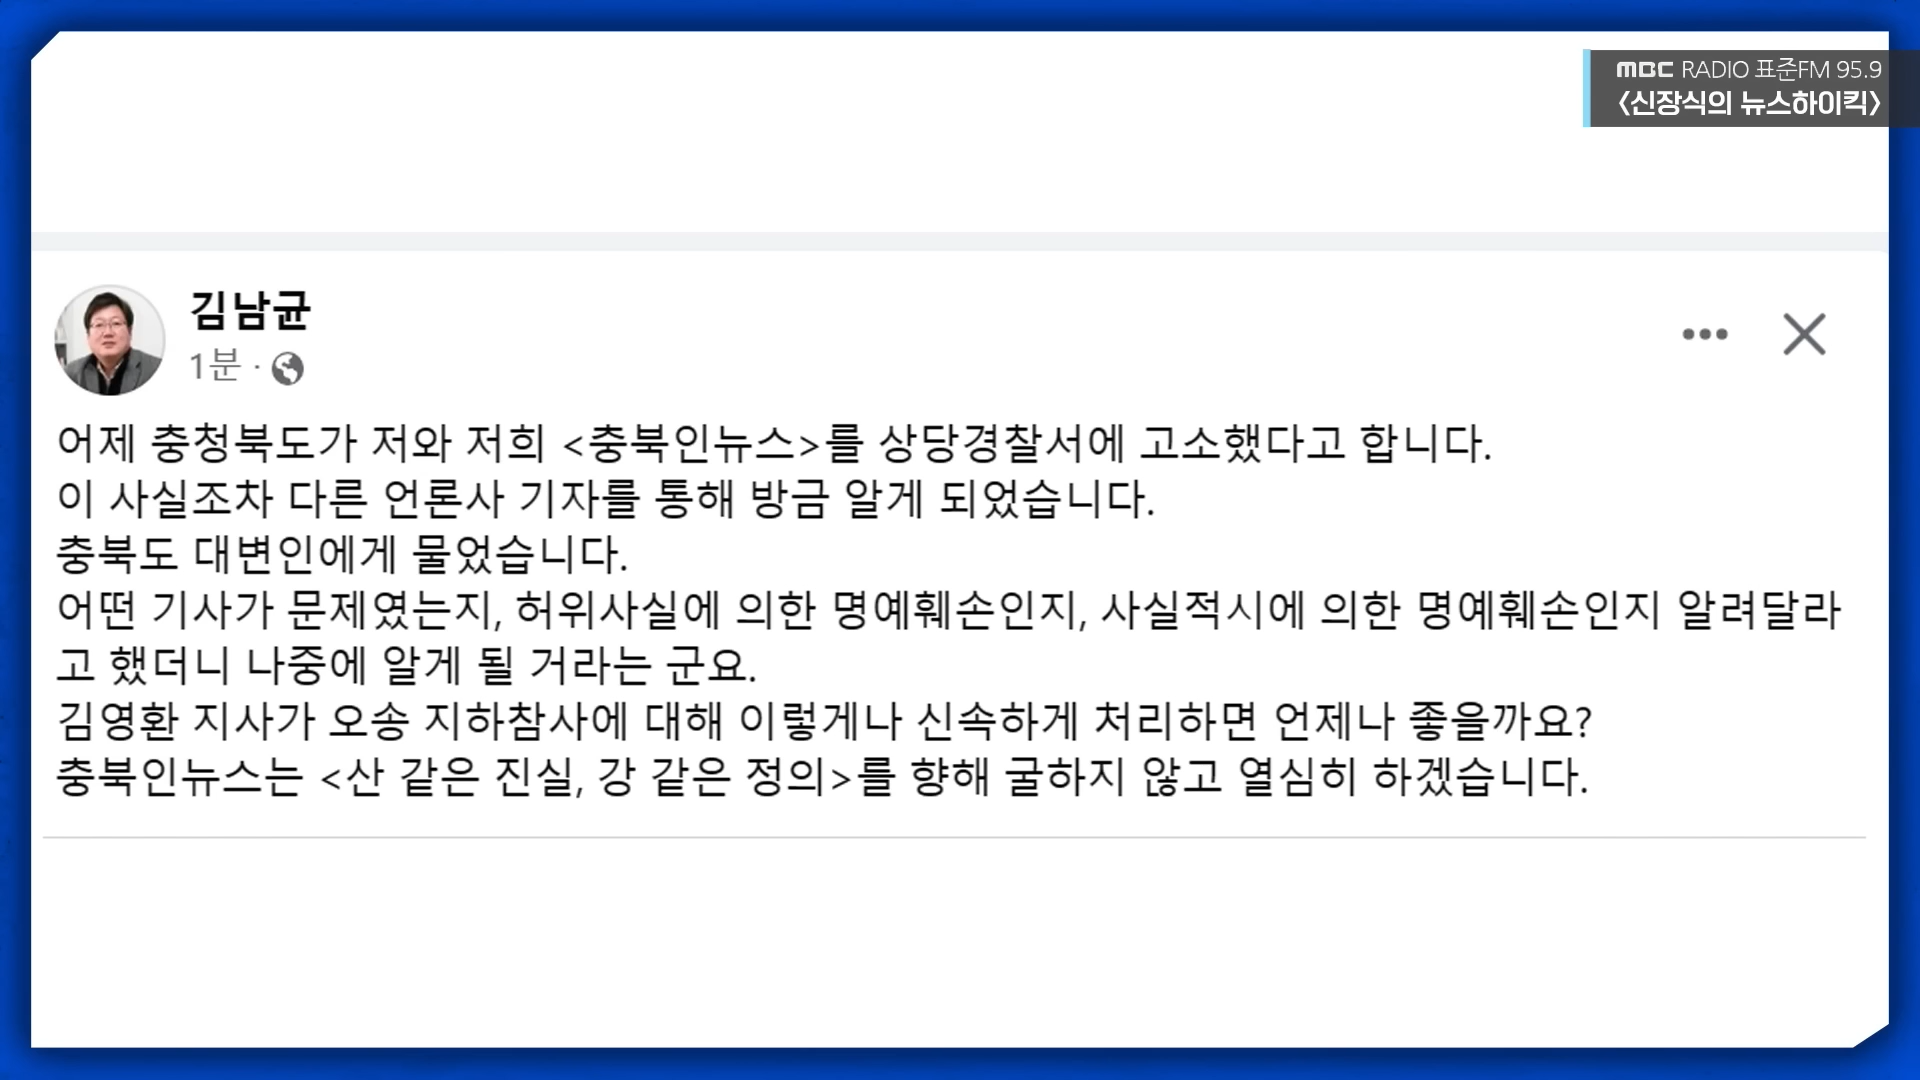 MBC RADIO 표준FM 95.9
<신장식의 뉴스하이킥>
김남균
1분 ·
어제 충청북도가 저와 저희 <충북인뉴스>를 상당경찰서에 고소했다고 합니다.
이 사실조차 다른 언론사 기자를 통해 방금 알게 되었습니다.
충북도 대변인에게 물었습니다.
어떤 기사가 문제였는지, 허위사실에 의한 명예훼손인지, 사실적시에 의한 명예훼손인지 알려달라
고 했더니 나중에 알게 될 거라는 군요.
김영환 지사가 오송 지하참사에 대해 이렇게나 신속하게 처리하면 언제나 좋을까요?
충북인뉴스는 <산 같은 진실, 강 같은 정의>를 향해 굴하지 않고 열심히 하겠습니다.